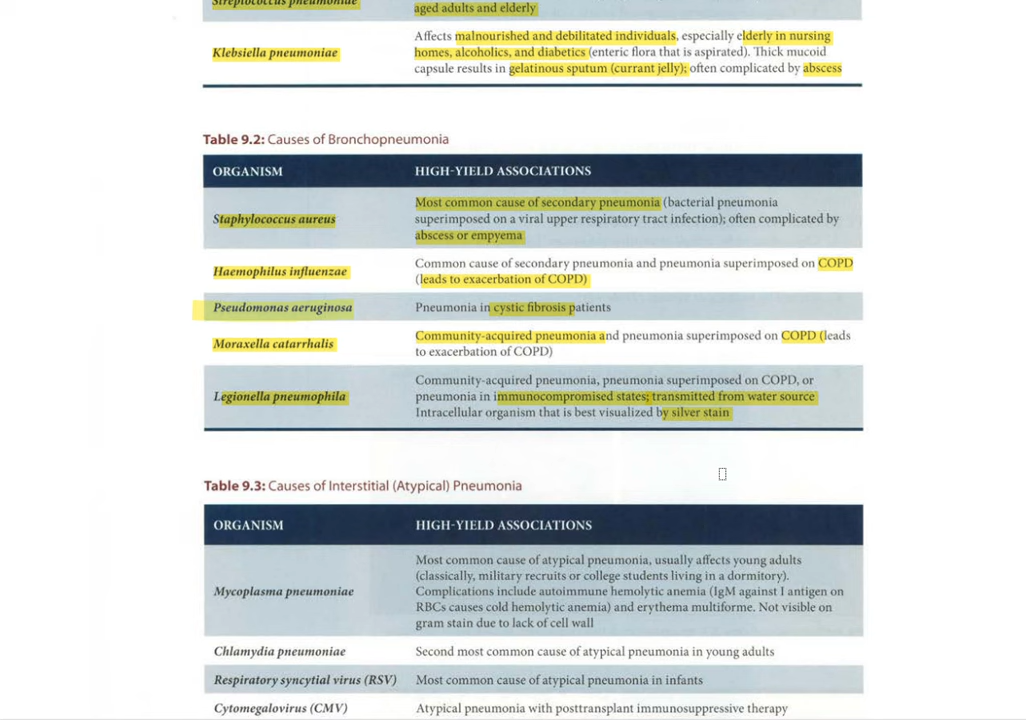 Streptococcus pneumoniae
aged adults and elderly
Klebsiella pneumoniae
Affects malnourished and debilitated individuals, especially elderly in nursing
homes, alcoholics, and diabetics (enteric flora that is aspirated). Thick mucoid
capsule results in gelatinous sputum (currant jelly); often complicated by abscess
Table 9.2: Causes of Bronchopneumonia
ORGANISM
HIGH-YIELD ASSOCIATIONS
Staphylococcus aureus
Most common cause of secondary pneumonia (bacterial pneumonia
superimposed on a viral upper respiratory tract infection); often complicated by
abscess or empyema
Haemophilus influenzae
Common cause of secondary pneumonia and pneumonia superimposed on COPD
(leads to exacerbation of COPD)
Pseudomonas aeruginosa
Pneumonia in cystic fibrosis patients
Moraxella catarrhalis
Community-acquired pneumonia and pneumonia superimposed on COPD (leads
to exacerbation of COPD)
Legionella pneumophila
Community-acquired pneumonia, pneumonia superimposed on COPD, or
pneumonia in immunocompromised states; transmitted from water source
Intracellular organism that is best visualized by silver stain
Table 9.3: Causes of Interstitial (Atypical) Pneumonia
ORGANISM
HIGH-YIELD ASSOCIATIONS
Mycoplasma pneumoniae
Most common cause of atypical pneumonia, usually affects young adults
(classically, military recruits or college students living in a dormitory).
Complications include autoimmune hemolytic anemia (IgM against I antigen on
RBCs causes cold hemolytic anemia) and erythema multiforme. Not visible on
gram stain due to lack of cell wall
Chlamydia pneumoniae
Second most common cause of atypical pneumonia in young adults
Respiratory syncytial virus (RSV)
Most common cause of atypical pneumonia in infants
Cytomegalovirus (CMV)
Atypical pneumonia with posttransplant immunosuppressive therapy